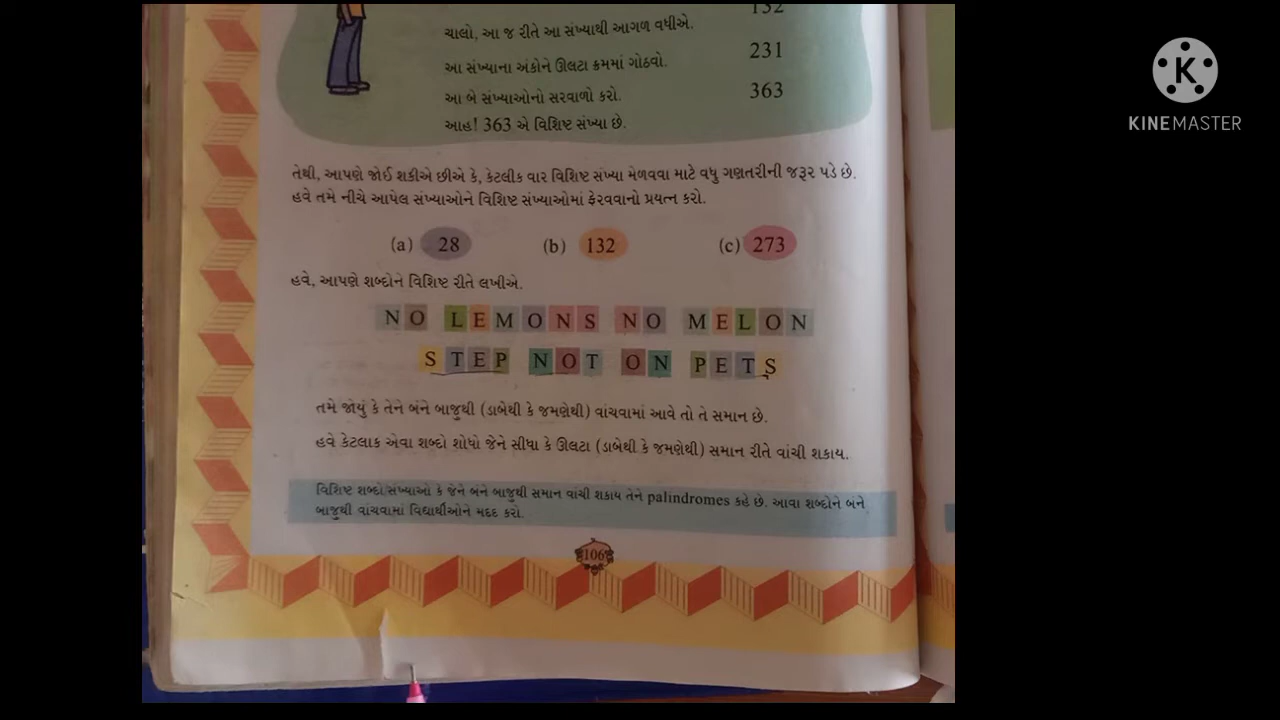 132
ચાલો, આ જ રીતે આ સંખ્યાથી આગળ વધીએ.
231
આ સંખ્યાના અંકોને ઊલટા ક્રમમાં ગોઠવો.
363
આ બે સંખ્યાઓનો સરવાળો કરો.
આહ! 363 એ વિશિષ્ટ સંખ્યા છે.
તેથી, આપણે જોઈ શકીએ છીએ કે, કેટલીક વાર વિશિષ્ટ સંખ્યા મેળવવા માટે વધુ ગણતરીની જરૂર પડે છે.
હવે તમે નીચે આપેલ સંખ્યાઓને વિશિષ્ટ સંખ્યાઓમાં ફેરવવાનો પ્રયત્ન કરો.
(a) 28 (b) 132 (c) 273
હવે, આપણે શબ્દોને વિશિષ્ટ રીતે લખીએ.
NO LEMONS NO MELON
STEP NOT ON PETS
તમે જોયું કે તેને બંને બાજુથી (ડાબેથી કે જમણેથી) વાંચવામાં આવે તો તે સમાન છે.
હવે કેટલાક એવા શબ્દો શોધો જેને સીધા કે ઊલટા (ડાબેથી કે જમણેથી) સમાન રીતે વાંચી શકાય.
વિશિષ્ટ શબ્દો/સંખ્યાઓ કે જેને બંને બાજુથી સમાન વાંચી શકાય તેને palindromes કહે છે. આવા શબ્દોને બંને
બાજુથી વાંચવામાં વિદ્યાર્થીઓને મદદ કરો.
106
K
KINEMASTER